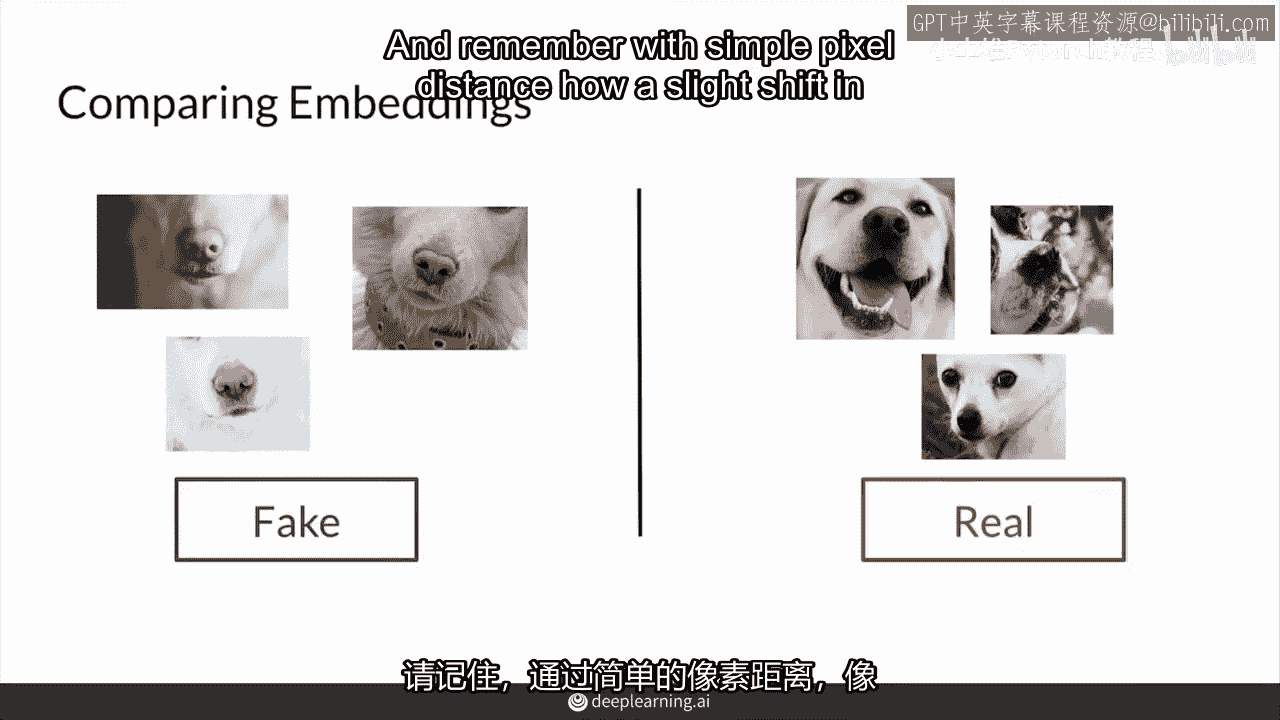 GPT中英字幕课程资源@bilibili.com
And remember with simple pixel
distance how a slight shift in
Comparing Embeddings
Fake
Real
请记住，通过简单的像素距离，像
deeplearning.ai